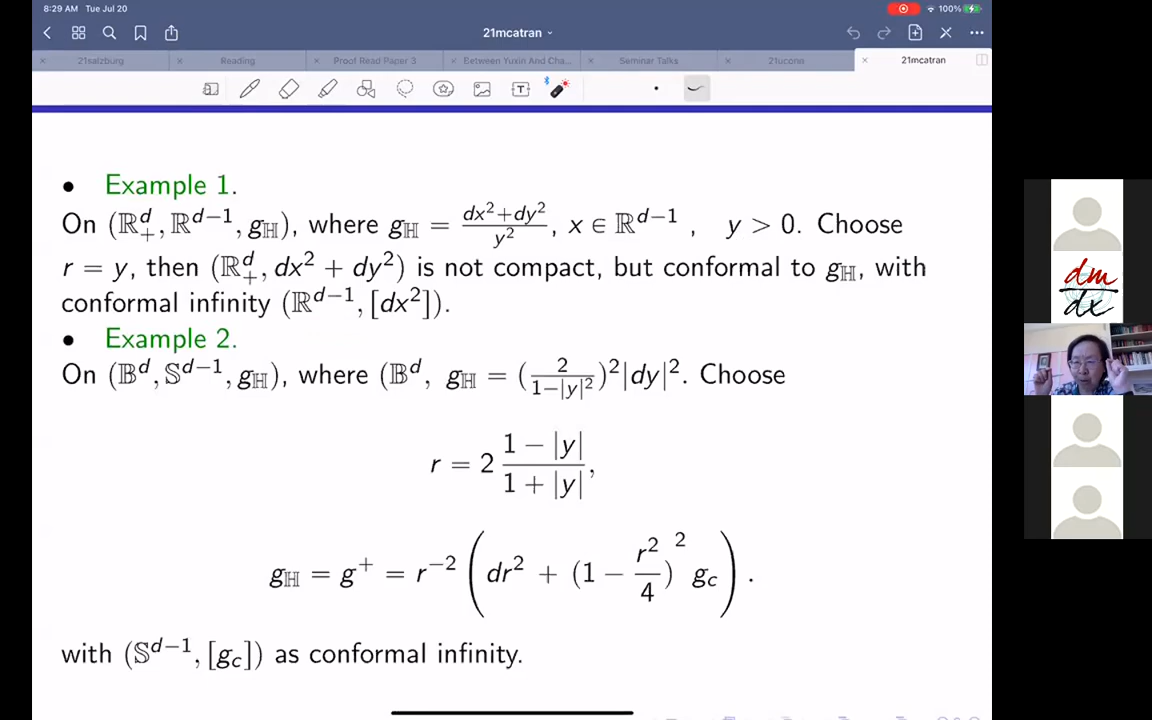 8:29 AM Tue Jul 20 100%
21mcatran
21salzburg Reading Proof Read Paper 3 Between Yuxin And Cha... Seminar Talks 21uconn 21mcatran
• Example 1.
On (ℝ₊ᵈ, ℝᵈ⁻¹, g_ℍ), where g_ℍ = (dx²+dy²)/y², x ∈ ℝᵈ⁻¹ , y > 0. Choose
r = y, then (ℝ₊ᵈ, dx² + dy²) is not compact, but conformal to g_ℍ, with
conformal infinity (ℝᵈ⁻¹, [dx²]).
• Example 2.
On (𝔹ᵈ, 𝕊ᵈ⁻¹, g_ℍ), where (𝔹ᵈ, g_ℍ = (2/(1−|y|²))²|dy|². Choose
r = 2 (1 − |y|)/(1 + |y|),
g_ℍ = g⁺ = r⁻² (dr² + (1 − r²/4)² g_c).
with (𝕊ᵈ⁻¹, [g_c]) as conformal infinity.
dm/dx